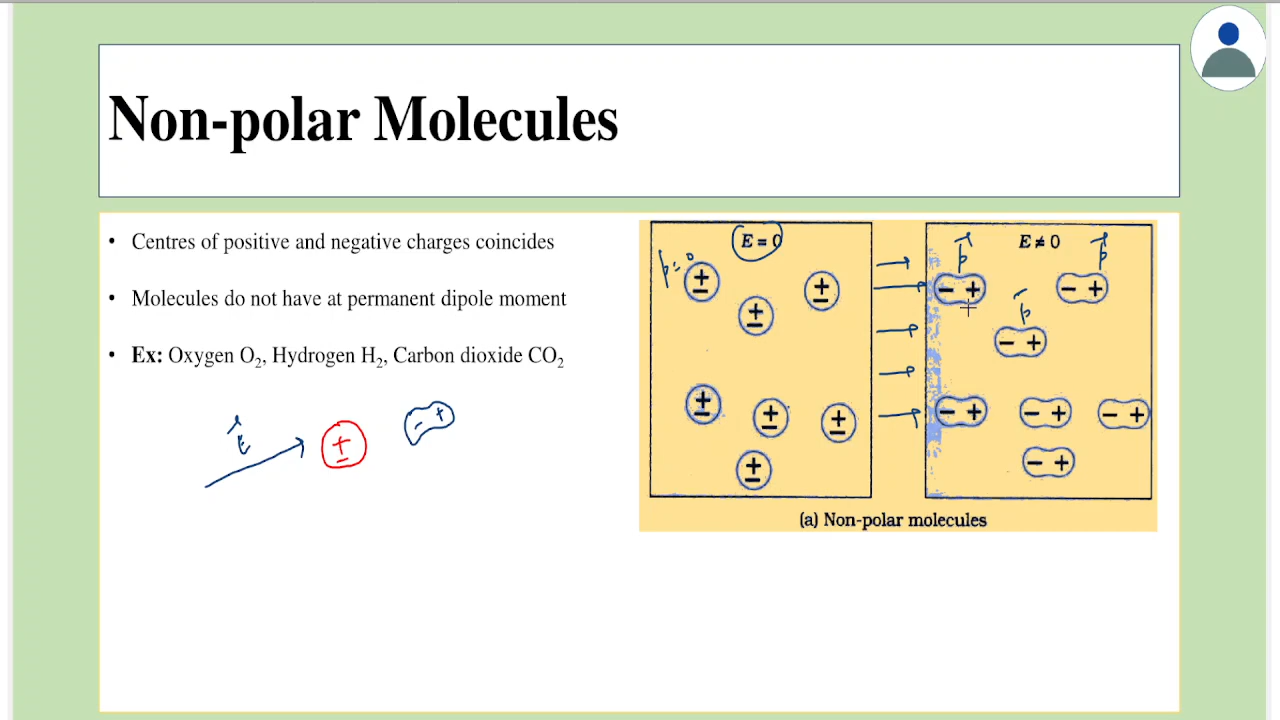 Non-polar Molecules
• Centres of positive and negative charges coincides
• Molecules do not have at permanent dipole moment
• Ex: Oxygen O₂, Hydrogen H₂, Carbon dioxide CO₂
E
+
−
− +
E = 0
p = 0
+
−
+
−
+
−
+
−
+
−
+
−
+
−
E ≠ 0
p
p
− +
− +
p
− +
− +
− +
− +
− +
(a) Non-polar molecules